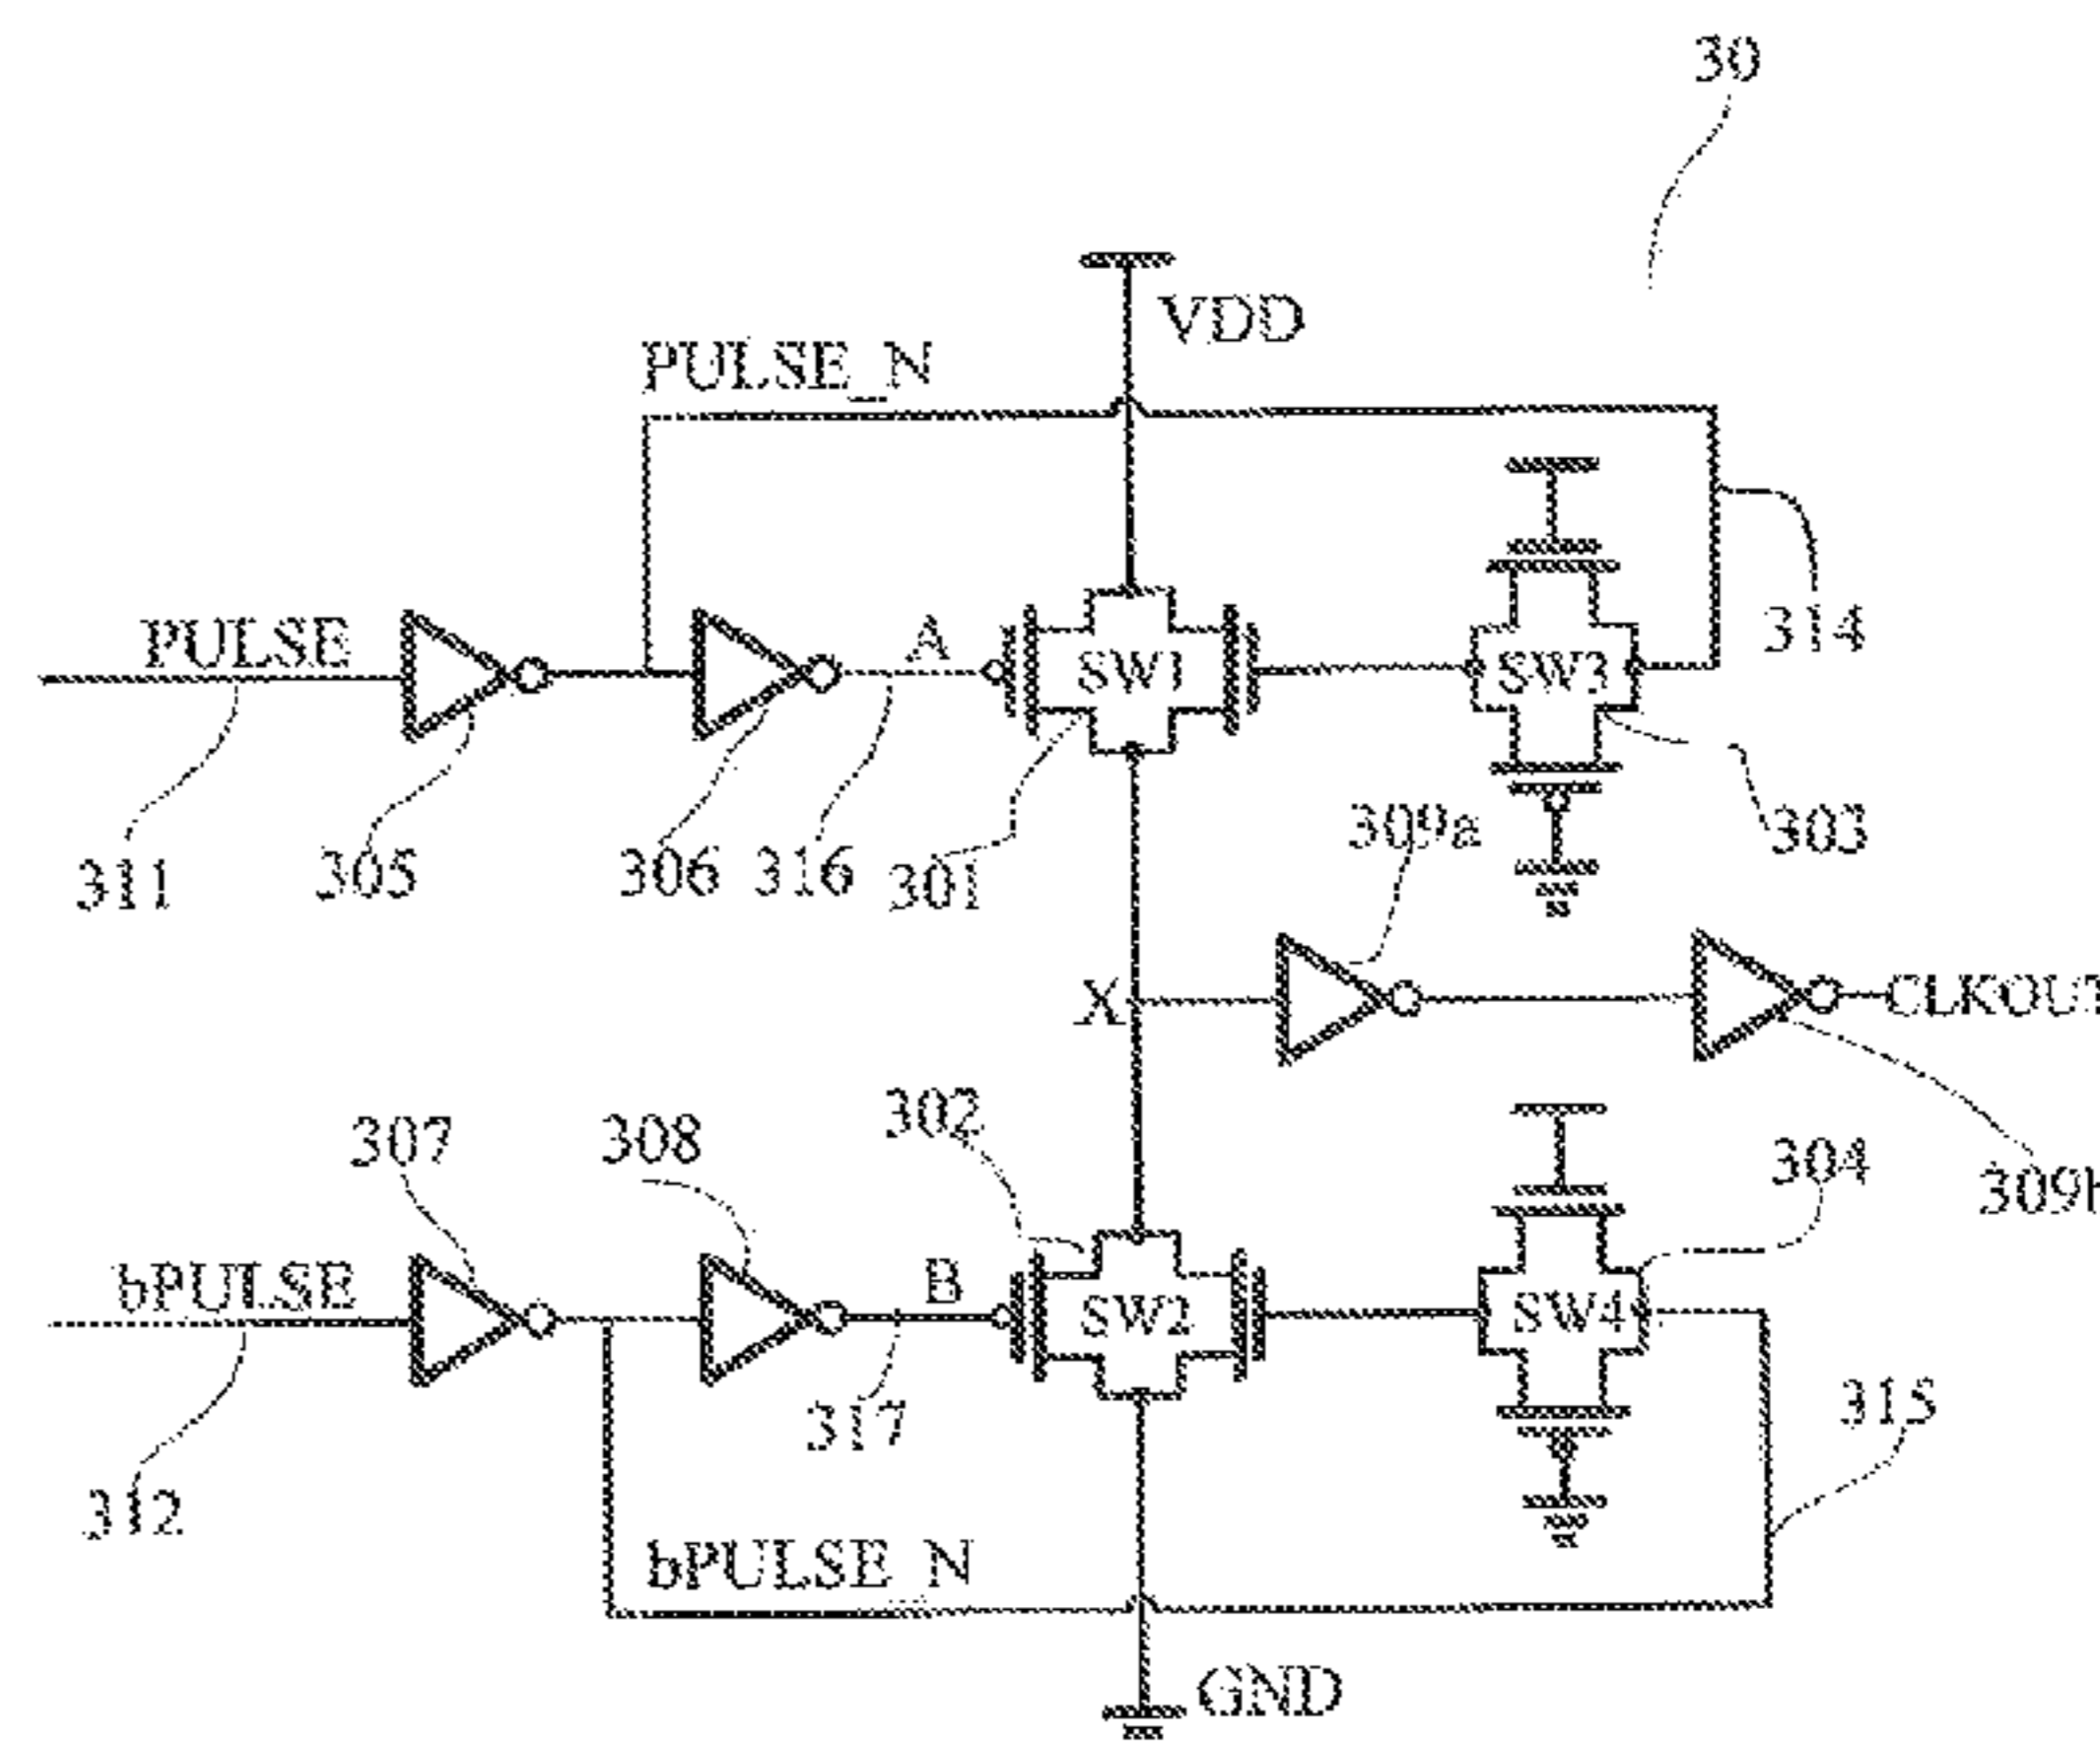 30
VDD
PULSE_N
PULSE
A
SW1
SW3
314
311
305
306
316
301
309a
303
X
CLKOUT
302
307
308
304
309b
bPULSE
B
SW2
SW4
317
315
312
bPULSE_N
GND